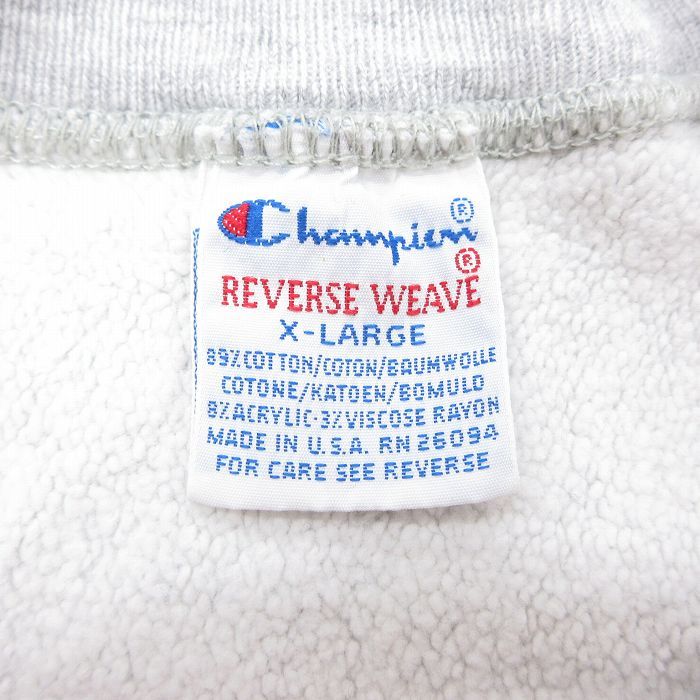 Champion®
REVERSE WEAVE®
X-LARGE
89%COTTON/COTON/BAUMWOLLE
COTONE/KATOEN/BOMULD
8%ACRYLIC-3%VISCOSE RAYON
MADE IN U.S.A. RN 26094
FOR CARE SEE REVERSE